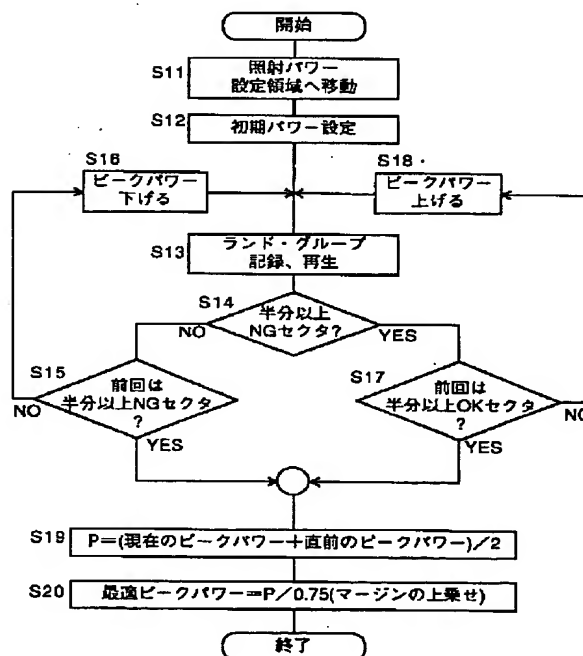 開始
S11
照射パワー
設定領域へ移動
S12
初期パワー設定
S16
ピークパワー
下げる
S18
ピークパワー
上げる
S13
ランド・グループ
記録、再生
S14
半分以上
NGセクタ?
NO
YES
S15
前回は
半分以上NGセクタ
?
NO
YES
S17
前回は
半分以上OKセクタ
?
NO
YES
S19
P=(現在のピークパワー+直前のピークパワー)/2
S20
最適ピークパワー=P/0.75(マージンの上乗せ)
終了